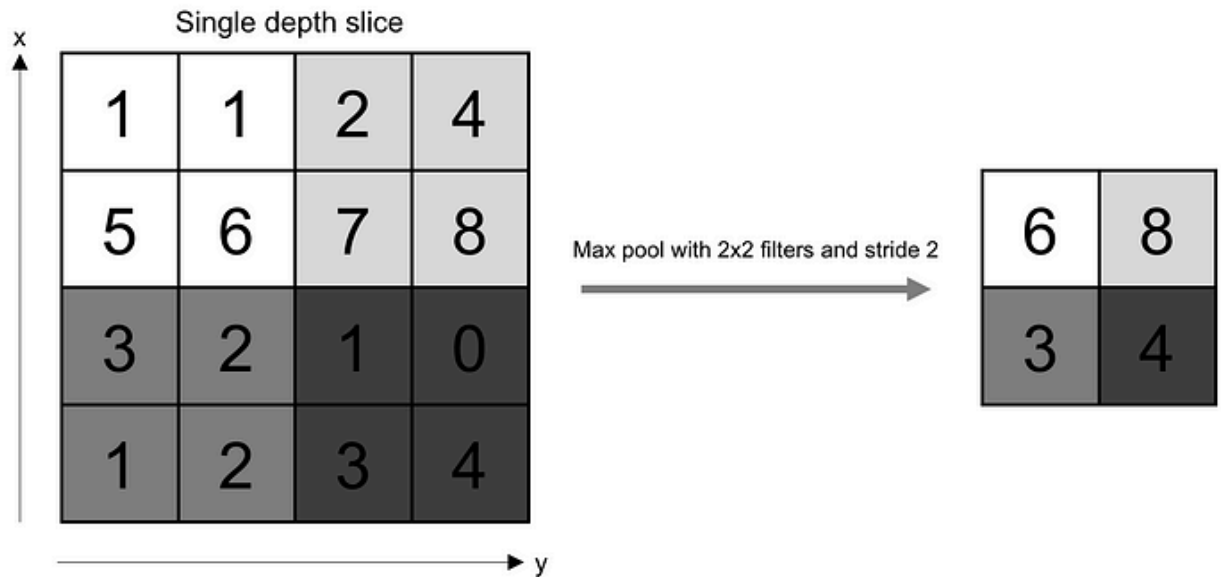 Single depth slice
x
1 1 2 4
5 6 7 8
3 2 1 0
1 2 3 4
y
Max pool with 2x2 filters and stride 2
6 8
3 4